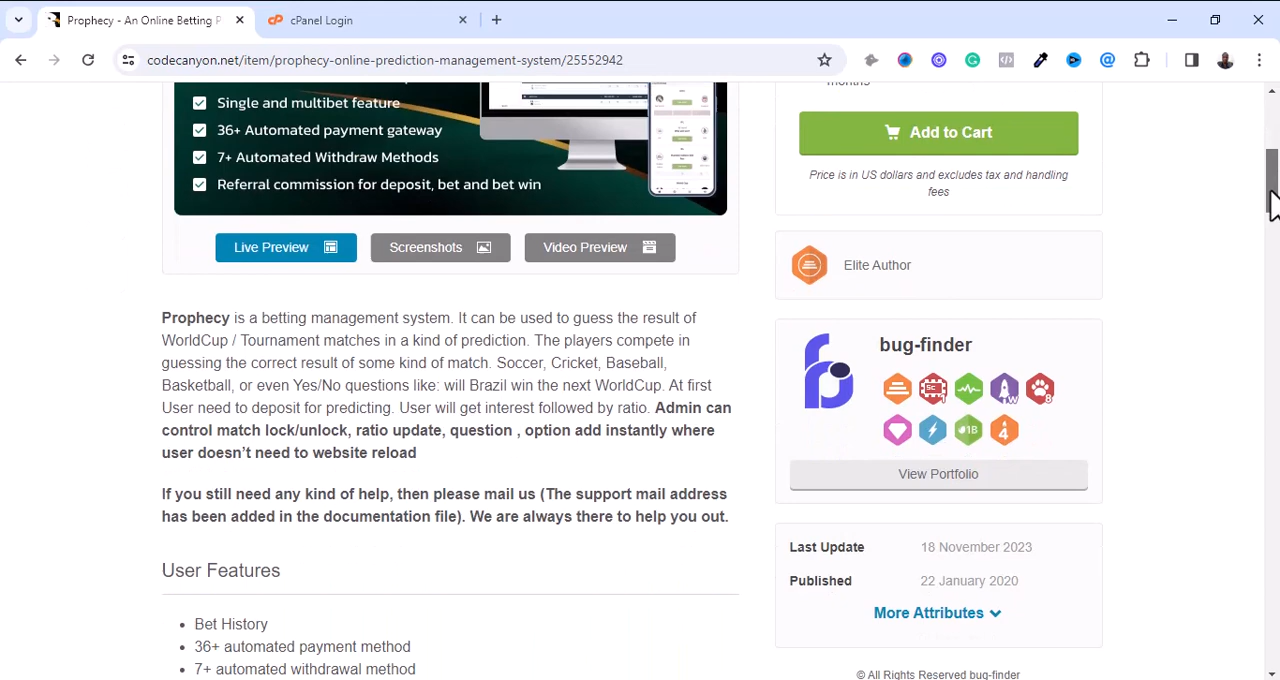 Prophecy - An Online Betting P
cPanel Login
codecanyon.net/item/prophecy-online-prediction-management-system/25552942
Single and multibet feature
36+ Automated payment gateway
7+ Automated Withdraw Methods
Referral commission for deposit, bet and bet win
Live Preview
Screenshots
Video Preview
Prophecy is a betting management system. It can be used to guess the result of
WorldCup / Tournament matches in a kind of prediction. The players compete in
guessing the correct result of some kind of match. Soccer, Cricket, Baseball,
Basketball, or even Yes/No questions like: will Brazil win the next WorldCup. At first
User need to deposit for predicting. User will get interest followed by ratio. Admin can
control match lock/unlock, ratio update, question , option add instantly where
user doesn't need to website reload
If you still need any kind of help, then please mail us (The support mail address
has been added in the documentation file). We are always there to help you out.
User Features
Bet History
36+ automated payment method
7+ automated withdrawal method
months
Add to Cart
Price is in US dollars and excludes tax and handling
fees
Elite Author
bug-finder
View Portfolio
Last Update 18 November 2023
Published 22 January 2020
More Attributes
© All Rights Reserved bug-finder